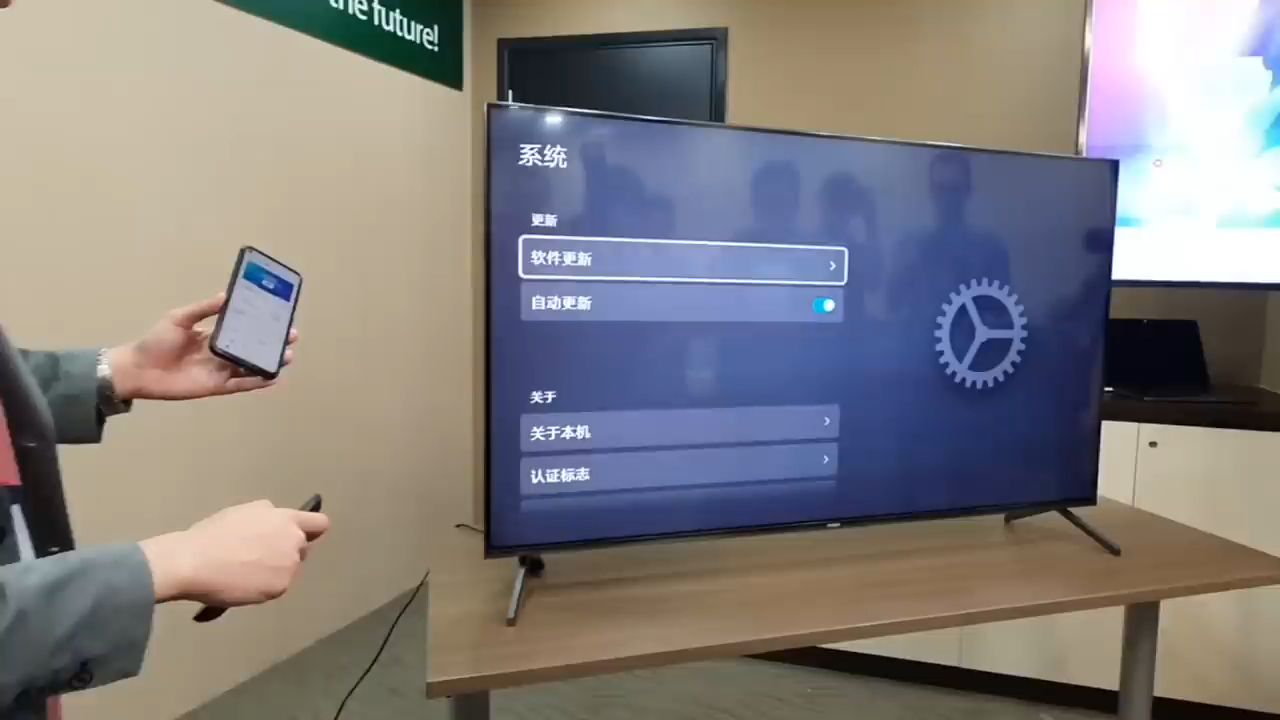 the future!
系统
更新
软件更新
自动更新
关于
关于本机
认证标志